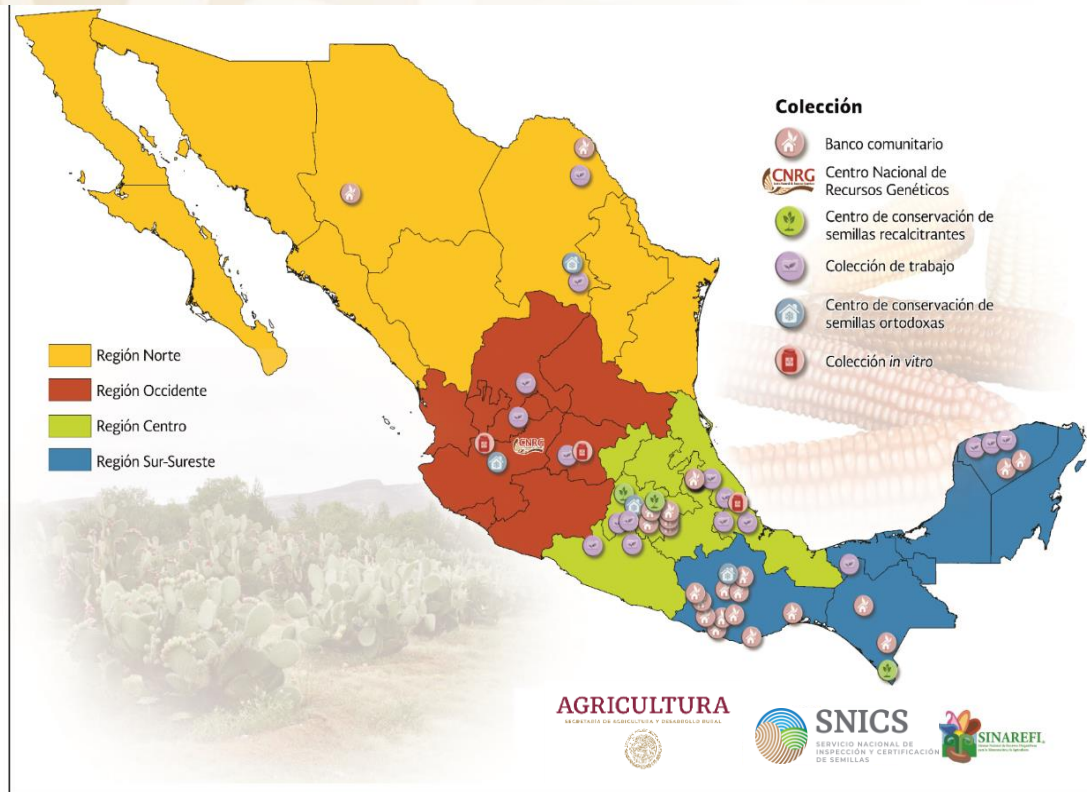 Colección
Banco comunitario
CNRG
Centro Nacional de
Recursos Genéticos
Centro de conservación de
semillas recalcitrantes
Colección de trabajo
Centro de conservación de
semillas ortodoxas
Colección in vitro
Región Norte
Región Occidente
Región Centro
Región Sur-Sureste
CNRG
AGRICULTURA
SECRETARÍA DE AGRICULTURA Y DESARROLLO RURAL
SNICS
SERVICIO NACIONAL DE
INSPECCIÓN Y CERTIFICACIÓN
DE SEMILLAS
SINAREFI